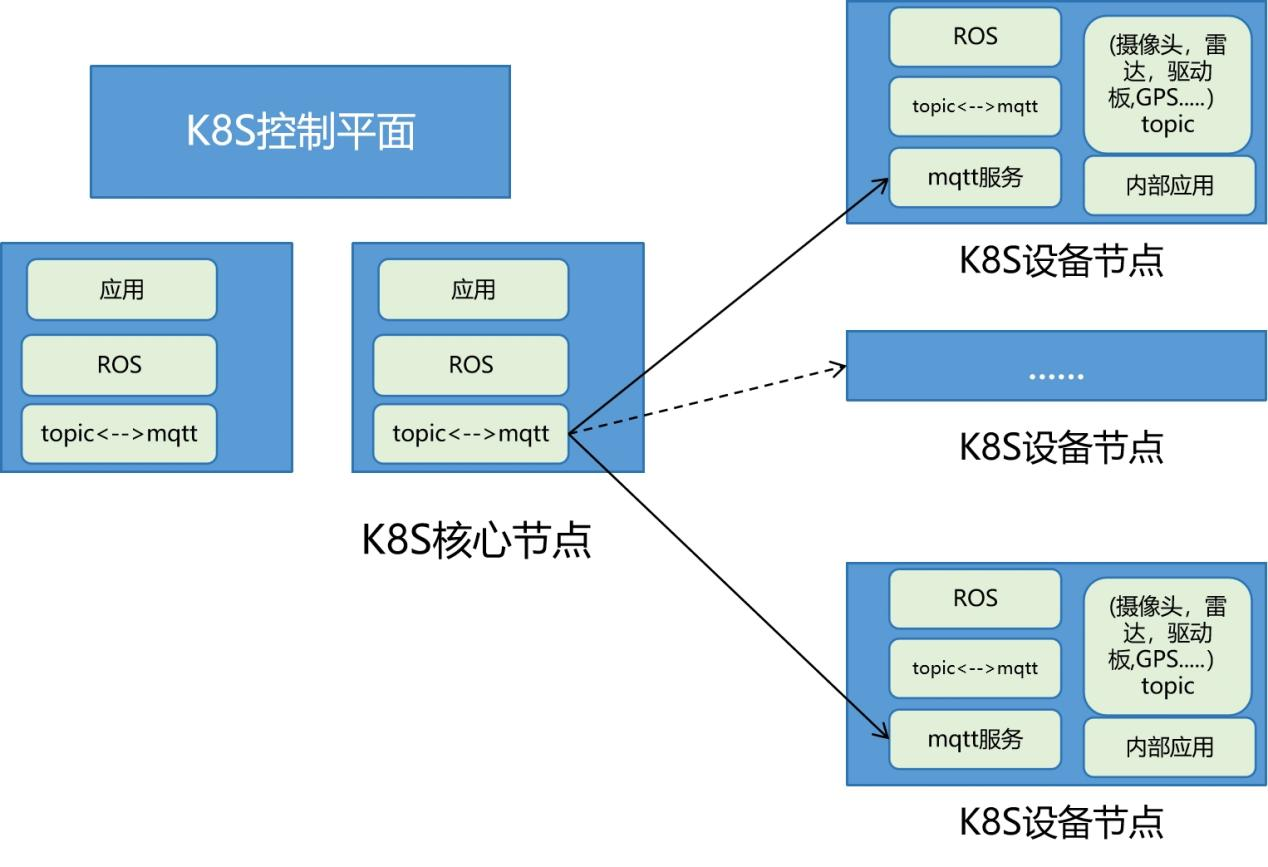 K8S控制平面
应用
ROS
topic<-->mqtt
应用
ROS
topic<-->mqtt
K8S核心节点
ROS
topic<-->mqtt
mqtt服务
(摄像头，雷
达，驱动
板,GPS.....）
topic
内部应用
K8S设备节点
......
K8S设备节点
ROS
topic<-->mqtt
mqtt服务
(摄像头，雷
达，驱动
板,GPS.....）
topic
内部应用
K8S设备节点